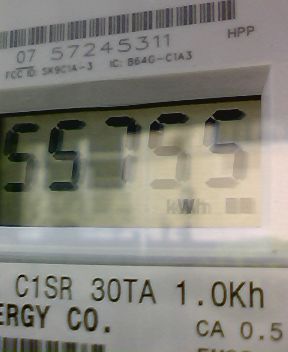 07 57245311
HPP
FCC ID: SK9C1A-3 IC: 864G-C1A3
55755
kWh
C1SR 30TA 1.0Kh
ERGY CO.
CA 0.5